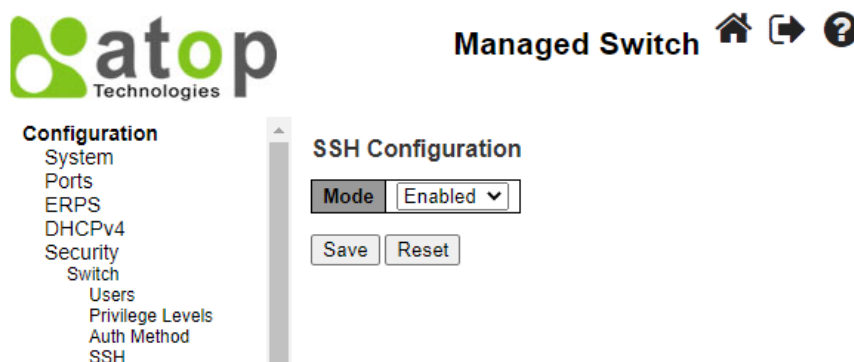 atop
Technologies
Managed Switch
Configuration
System
Ports
ERPS
DHCPv4
Security
Switch
Users
Privilege Levels
Auth Method
SSH
SSH Configuration
Mode Enabled
Save Reset